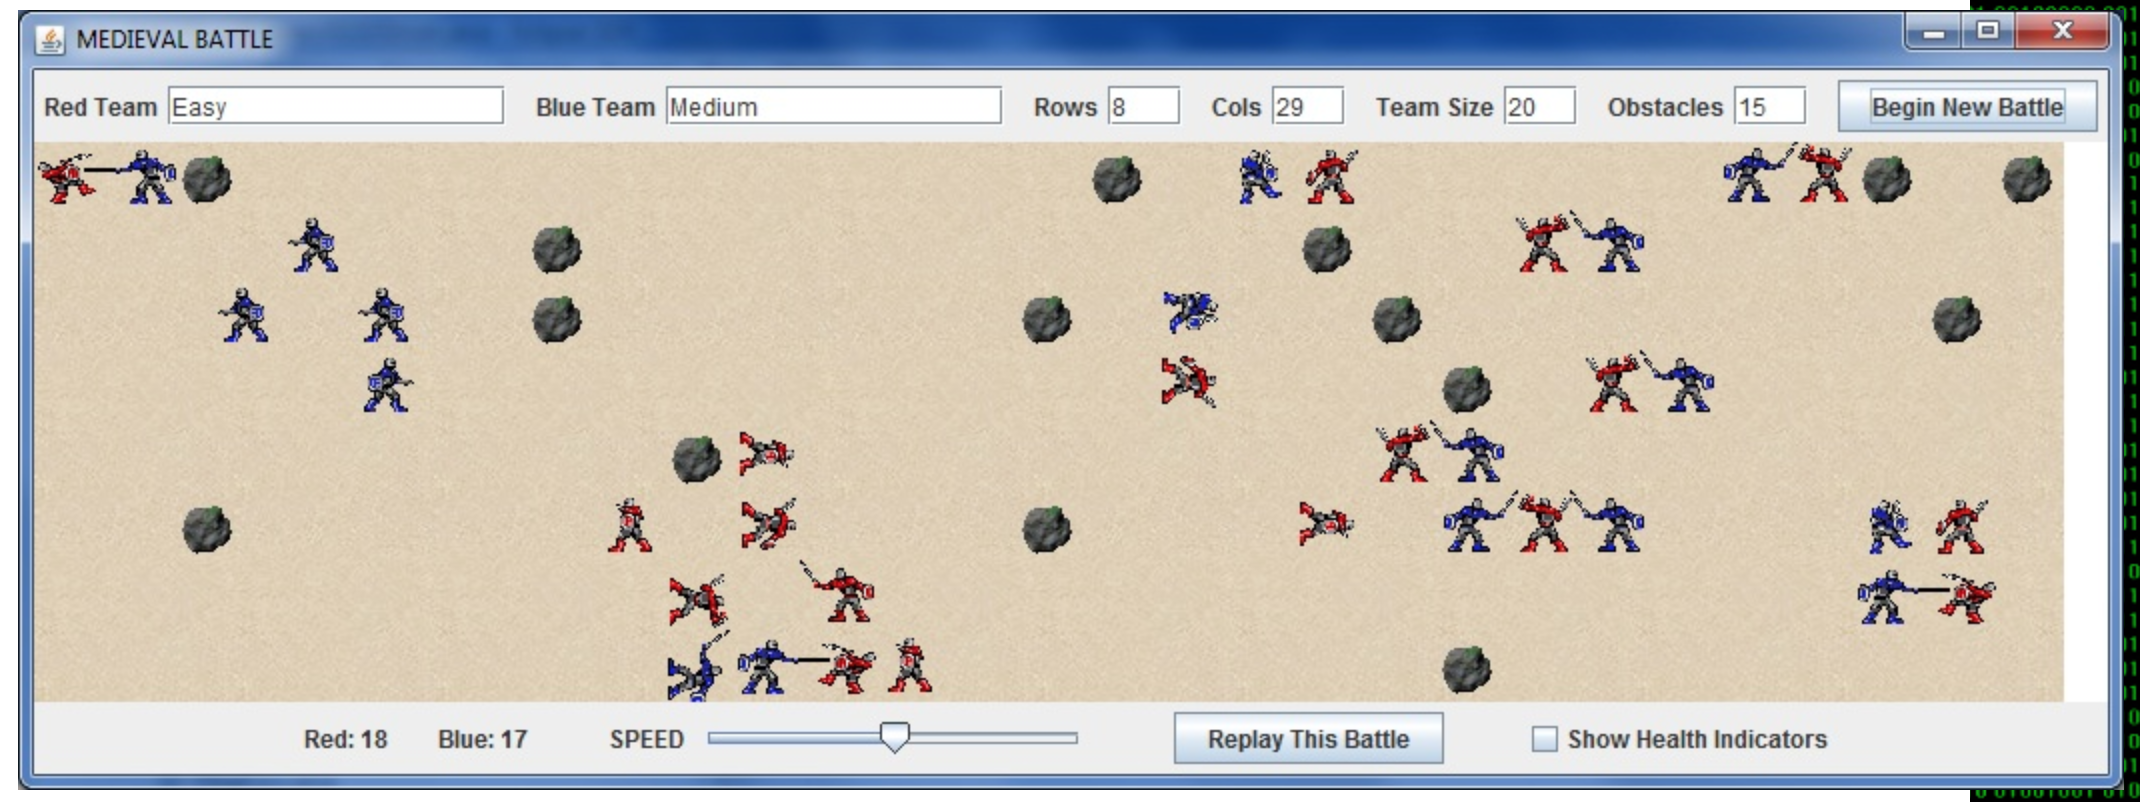 MEDIEVAL BATTLE
Red Team Easy Blue Team Medium Rows 8 Cols 29 Team Size 20 Obstacles 15 Begin New Battle
Red: 18 Blue: 17 SPEED Replay This Battle Show Health Indicators